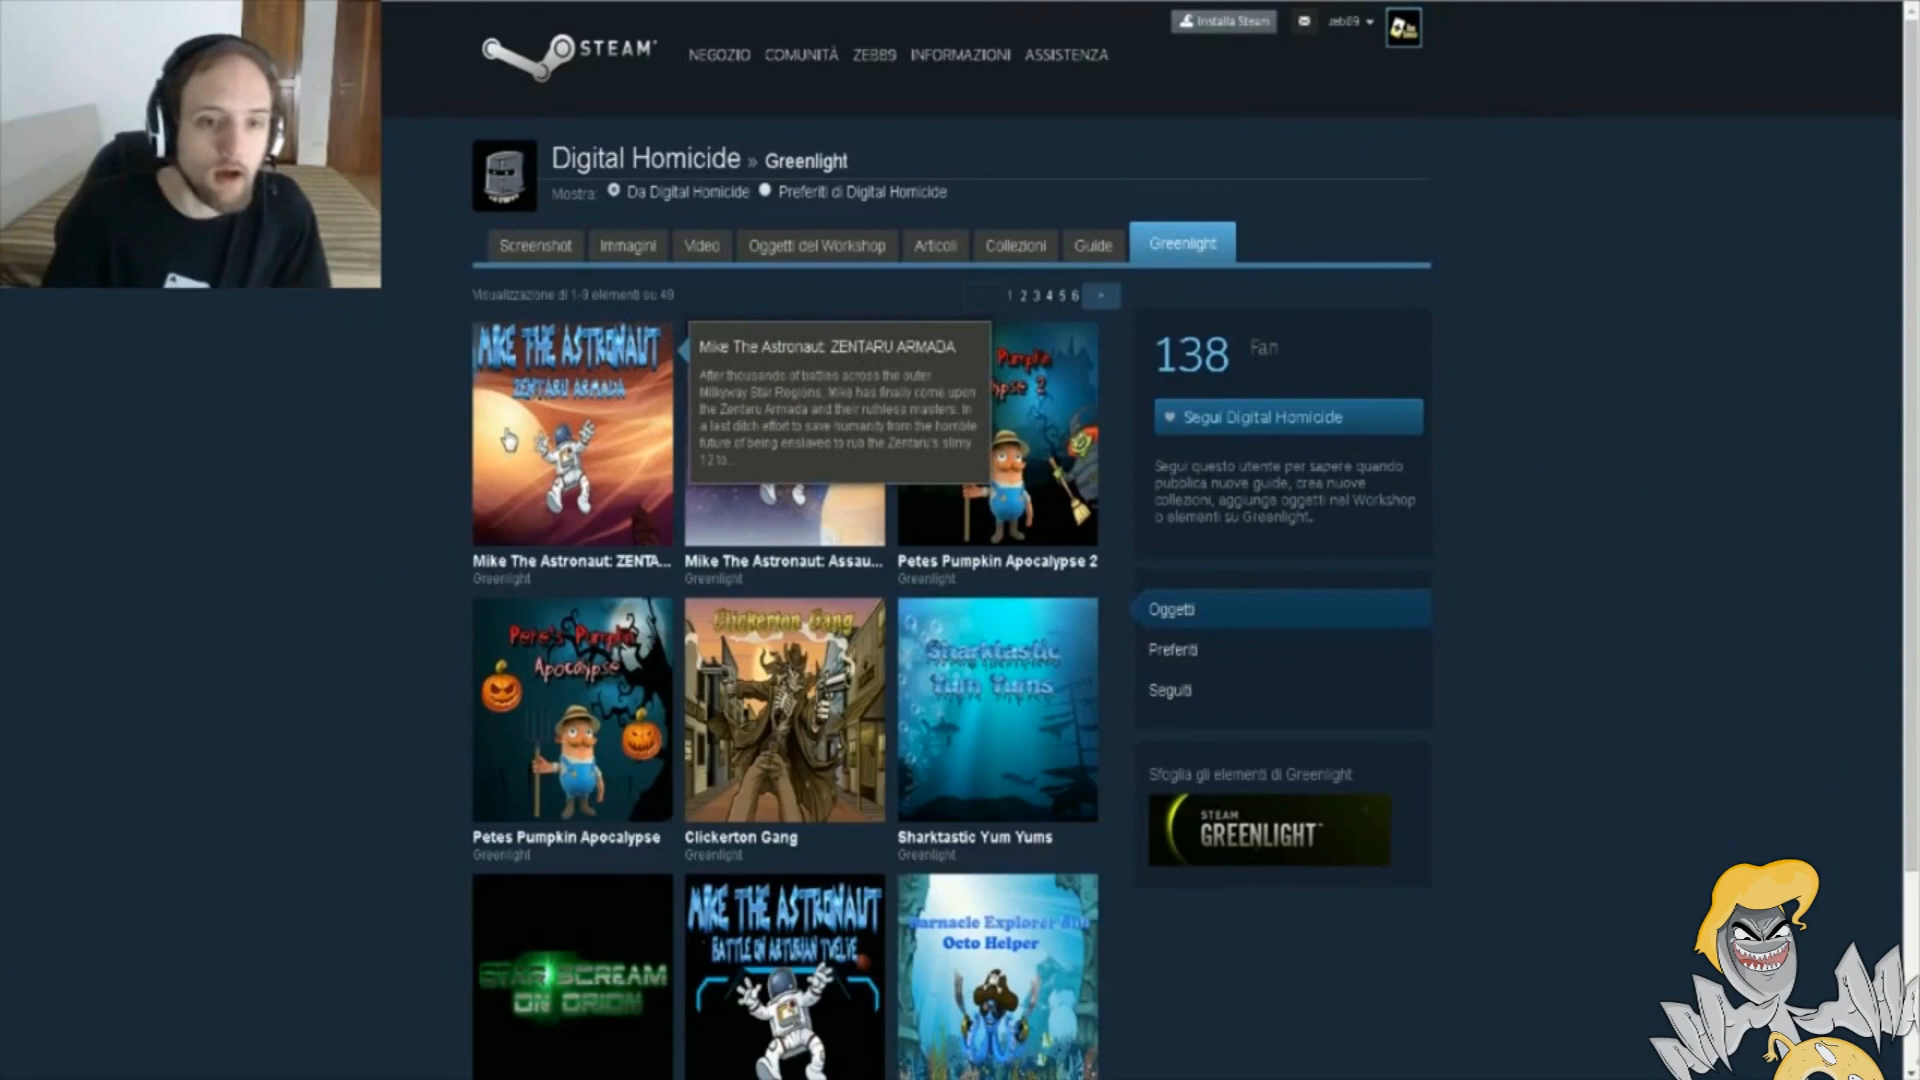 Installa Steam
zeb89
STEAM
NEGOZIO COMUNITÀ ZEB89 INFORMAZIONI ASSISTENZA
Digital Homicide » Greenlight
Mostra: Da Digital Homicide Preferiti di Digital Homicide
Screenshot Immagini Video Oggetti del Workshop Articoli Collezioni Guide Greenlight
Visualizzazione di 1-9 elementi su 49
1 2 3 4 5 6 >
MIKE THE ASTRONAUT
ZENTARU ARMADA
Mike The Astronaut: ZENTARU ARMADA
After thousands of battles across the outer
Milkyway Star Regions, Mike has finally come upon
the Zentaru Armada and their ruthless masters. In
a last ditch effort to save humanity from the horrible
future of being enslaved to rub the Zentaru's slimy
12 to...
Pumpkin
138 Fan
Segui Digital Homicide
Segui questo utente per sapere quando
pubblica nuove guide, crea nuove
collezioni, aggiunge oggetti nel Workshop
o elementi su Greenlight.
Mike The Astronaut: ZENTA... Mike The Astronaut: Assau... Petes Pumpkin Apocalypse 2
Greenlight Greenlight Greenlight
Oggetti
Preferiti
Seguiti
Pete's Pumpkin
Apocalypse
Clickerton Gang
Sharktastic
Yum Yums
Sfoglia gli elementi di Greenlight
STEAM
GREENLIGHT™
Petes Pumpkin Apocalypse Clickerton Gang Sharktastic Yum Yums
Greenlight Greenlight Greenlight
STAR SCREAM
ON ORION
MIKE THE ASTRONAUT
BATTLE ON ARTURIAN TWELVE
Barnacle Explorer and
Octo Helper